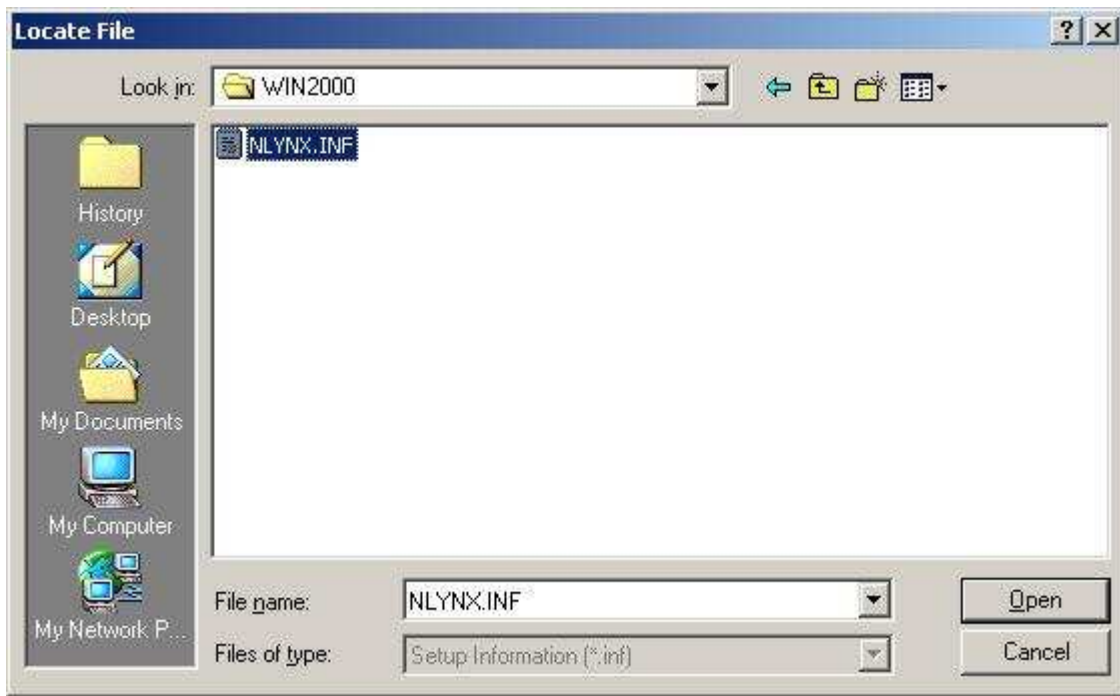 Locate File
Look in: WIN2000
NLYNX.INF
History
Desktop
My Documents
My Computer
My Network P...
File name: NLYNX.INF Open
Files of type: Setup Information (*.inf) Cancel